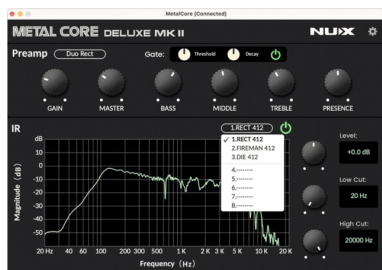 MetalCore (Connected)
METAL CORE DELUXE MK II
NUX
Preamp Duo Rect Gate: Threshold Decay
GAIN MASTER BASS MIDDLE TREBLE PRESENCE
IR 1.RECT 412
✓ 1.RECT 412
2.FIREMAN 412
3.DIE 412
4.--------
5.--------
6.--------
7.--------
8.--------
Level:
+0.0 dB
Low Cut:
20 Hz
High Cut:
20000 Hz
Magnitude (dB)
dB
10
0
-10
-20
-30
-40
-50
20 Hz 40 60 100 200 300 500 1 K 2 K 3 K 5 K 10 K 20 K
Frequency (Hz)